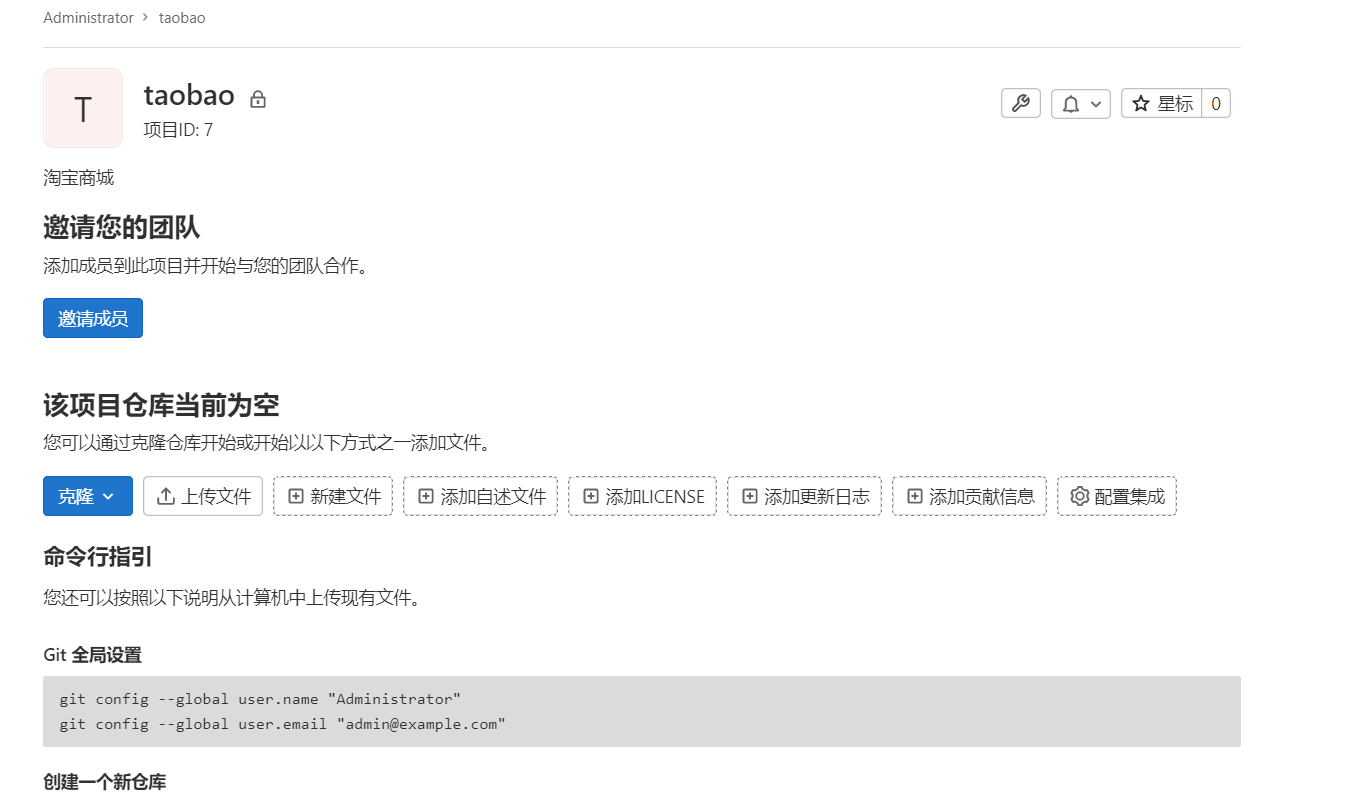 Administrator > taobao
T
taobao
项目ID: 7
星标 0
淘宝商城
邀请您的团队
添加成员到此项目并开始与您的团队合作。
邀请成员
该项目仓库当前为空
您可以通过克隆仓库开始或开始以以下方式之一添加文件。
克隆 上传文件 新建文件 添加自述文件 添加LICENSE 添加更新日志 添加贡献信息 配置集成
命令行指引
您还可以按照以下说明从计算机中上传现有文件。
Git 全局设置
git config --global user.name "Administrator"
git config --global user.email "admin@example.com"
创建一个新仓库